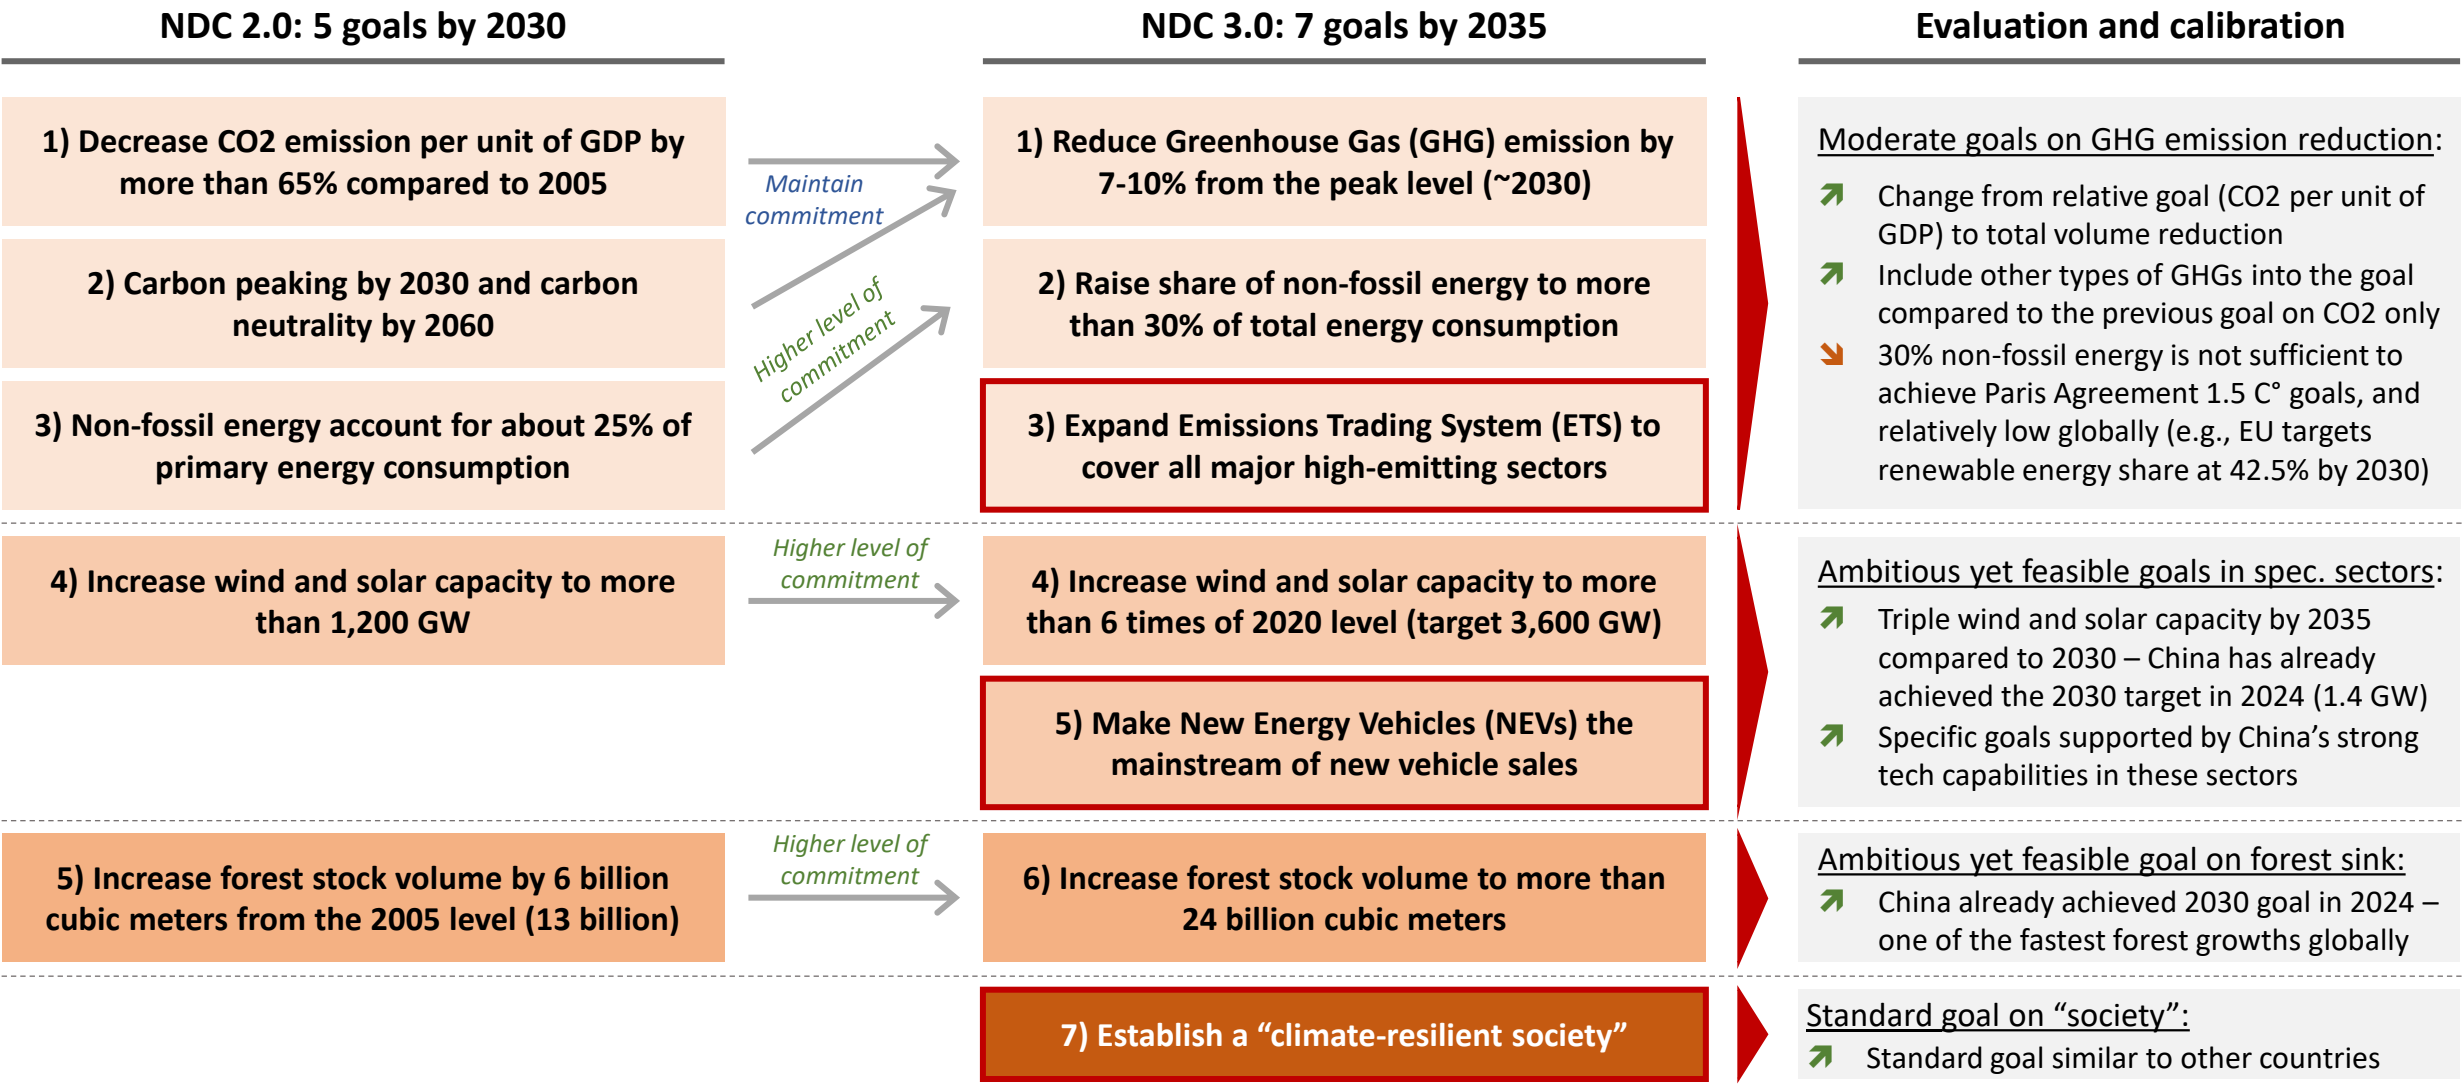 NDC 2.0: 5 goals by 2030
NDC 3.0: 7 goals by 2035
Evaluation and calibration
1) Decrease CO2 emission per unit of GDP by
more than 65% compared to 2005
Maintain
commitment
1) Reduce Greenhouse Gas (GHG) emission by
7-10% from the peak level (~2030)
Moderate goals on GHG emission reduction:
Change from relative goal (CO2 per unit of
GDP) to total volume reduction
Include other types of GHGs into the goal
compared to the previous goal on CO2 only
30% non-fossil energy is not sufficient to
achieve Paris Agreement 1.5 C° goals, and
relatively low globally (e.g., EU targets
renewable energy share at 42.5% by 2030)
2) Carbon peaking by 2030 and carbon
neutrality by 2060
Higher level of
commitment
2) Raise share of non-fossil energy to more
than 30% of total energy consumption
3) Non-fossil energy account for about 25% of
primary energy consumption
3) Expand Emissions Trading System (ETS) to
cover all major high-emitting sectors
4) Increase wind and solar capacity to more
than 1,200 GW
Higher level of
commitment
4) Increase wind and solar capacity to more
than 6 times of 2020 level (target 3,600 GW)
Ambitious yet feasible goals in spec. sectors:
Triple wind and solar capacity by 2035
compared to 2030 – China has already
achieved the 2030 target in 2024 (1.4 GW)
Specific goals supported by China's strong
tech capabilities in these sectors
5) Make New Energy Vehicles (NEVs) the
mainstream of new vehicle sales
5) Increase forest stock volume by 6 billion
cubic meters from the 2005 level (13 billion)
Higher level of
commitment
6) Increase forest stock volume to more than
24 billion cubic meters
Ambitious yet feasible goal on forest sink:
China already achieved 2030 goal in 2024 –
one of the fastest forest growths globally
7) Establish a “climate-resilient society”
Standard goal on “society”:
Standard goal similar to other countries